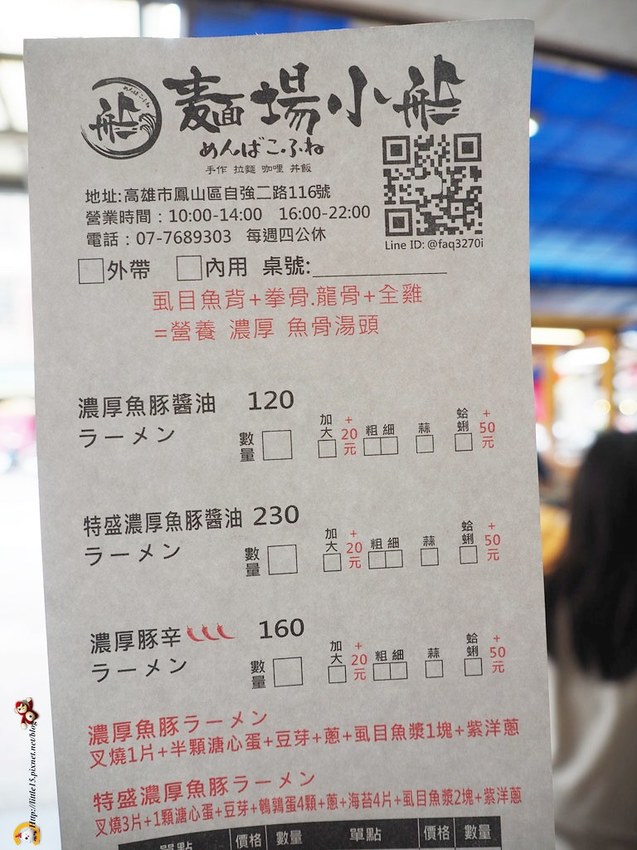 船
麺場小船
めんばこふね
手作 拉麵 咖哩 丼飯
地址:高雄市鳳山區自強二路116號
營業時間：10:00-14:00 16:00-22:00
電話：07-7689303 每週四公休
Line ID: @faq3270i
外帶 內用 桌號:
虱目魚背+拳骨.龍骨+全雞
=營養 濃厚 魚骨湯頭
濃厚魚豚醬油 120
ラーメン 數量 加大 +20元 粗 細 蒜 蛤蜊 +50元
特盛濃厚魚豚醬油 230
ラーメン 數量 加大 +20元 粗 細 蒜 蛤蜊 +50元
濃厚豚辛 160
ラーメン 數量 加大 +20元 粗 細 蒜 蛤蜊 +50元
濃厚魚豚ラーメン
叉燒1片+半顆溏心蛋+豆芽+蔥+虱目魚漿1塊+紫洋蔥
特盛濃厚魚豚ラーメン
叉燒3片+1顆溏心蛋+豆芽+鵪鶉蛋4顆+蔥+海苔4片+虱目魚漿2塊+紫洋蔥
單點 價格 數量 單點 價格 數量
http://linle15.pixnet.net/blog